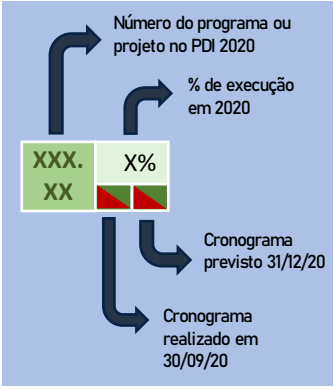 Número do programa ou
projeto no PDI 2020
% de execução
em 2020
XXX.
XX
X%
Cronograma
previsto 31/12/20
Cronograma
realizado em
30/09/20